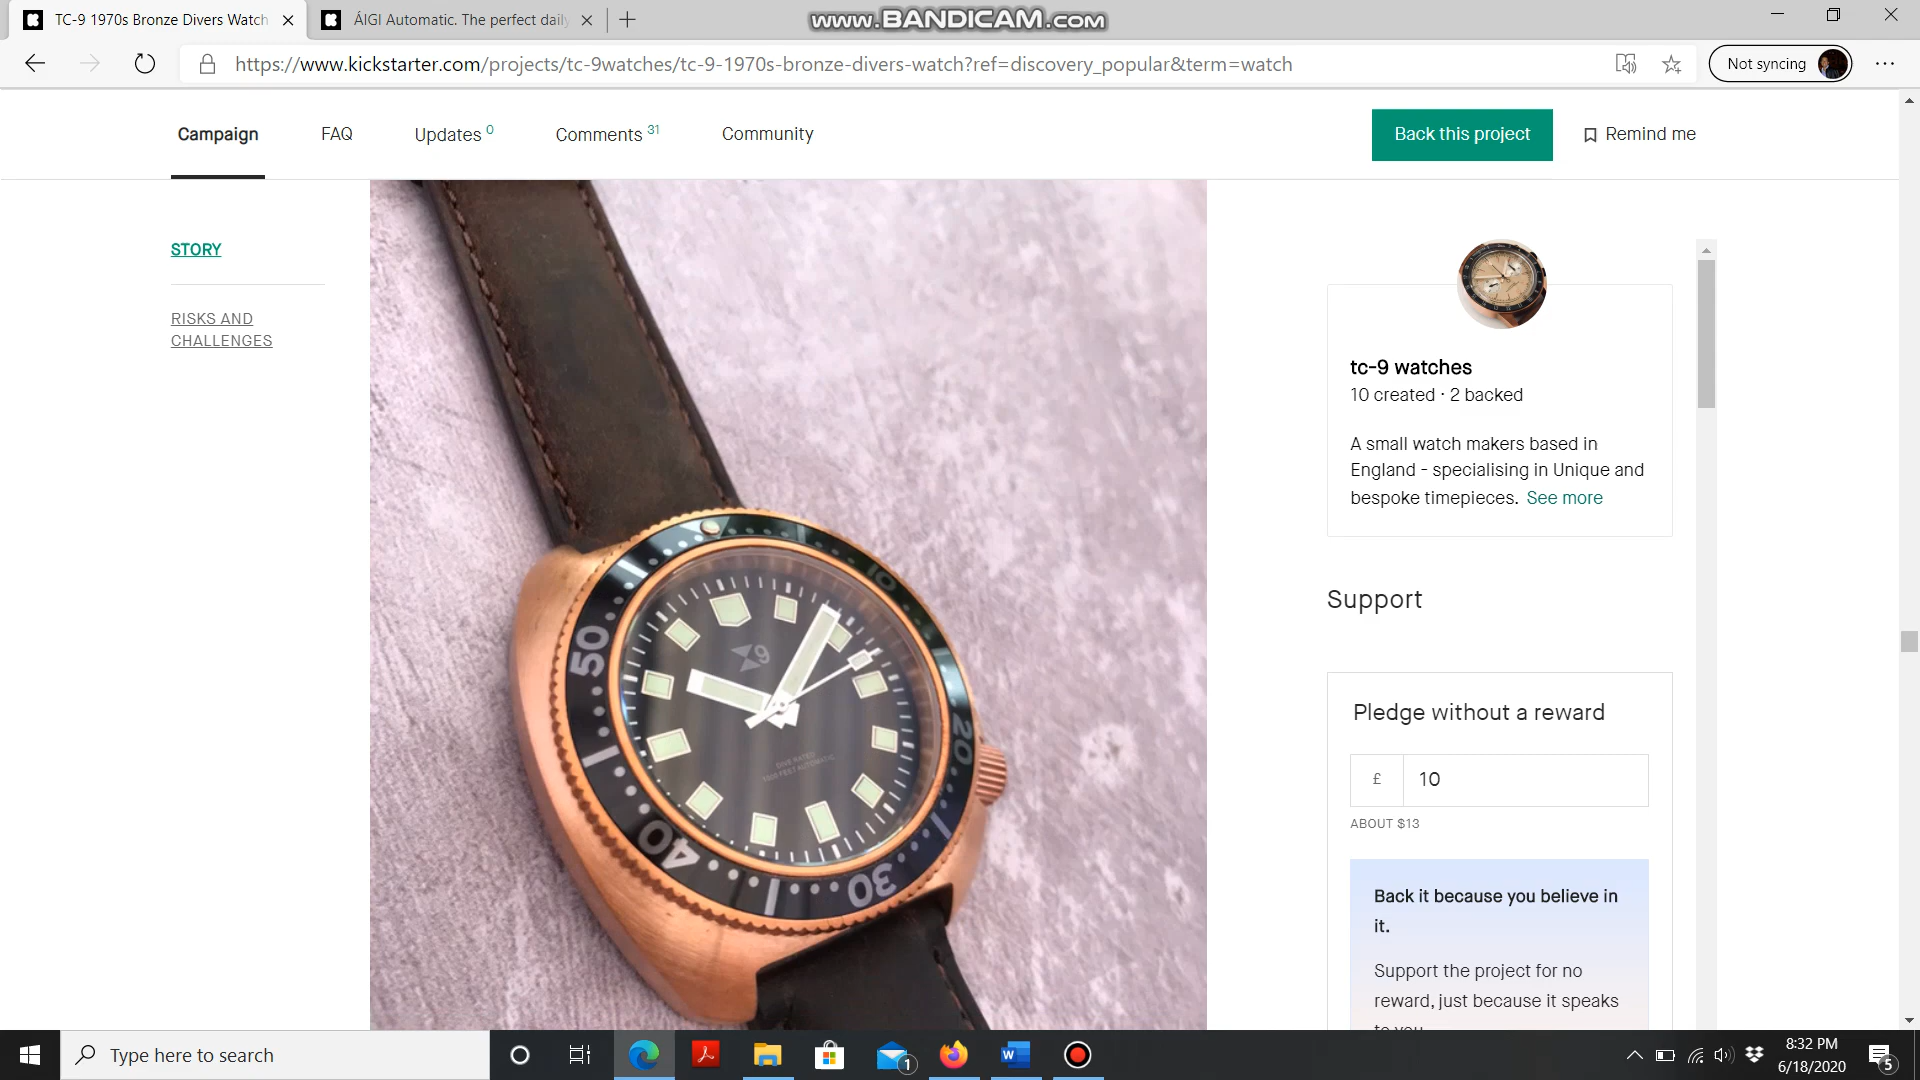 TC-9 1970s Bronze Divers Watch
ÁIGI Automatic. The perfect daily
www.BANDICAM.COM
https://www.kickstarter.com/projects/tc-9watches/tc-9-1970s-bronze-divers-watch?ref=discovery_popular&term=watch
Not syncing
Campaign
FAQ
Updates 0
Comments 31
Community
Back this project
Remind me
STORY
RISKS AND
CHALLENGES
10
20
30
40
50
9
tc-9 watches
10 created · 2 backed
A small watch makers based in
England - specialising in Unique and
bespoke timepieces. See more
Support
Pledge without a reward
£ 10
ABOUT $13
Back it because you believe in
it.
Support the project for no
reward, just because it speaks
to you.
Type here to search
1
8:32 PM
6/18/2020
5